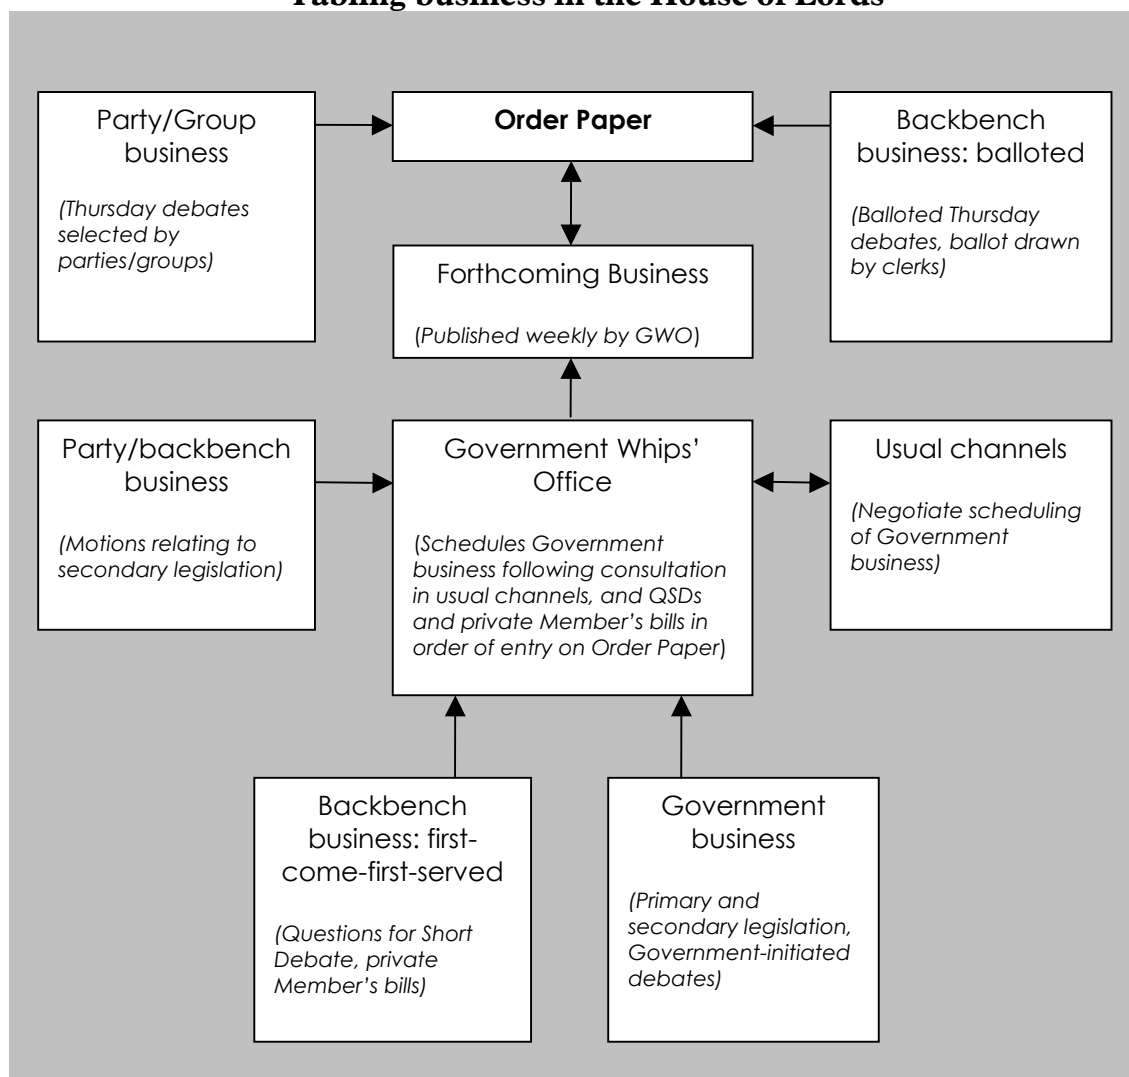 Tabling business in the House of Lords
Party/Group
business
(Thursday debates
selected by
parties/groups)
Order Paper
Backbench
business: balloted
(Balloted Thursday
debates, ballot drawn
by clerks)
Forthcoming Business
(Published weekly by GWO)
Party/backbench
business
(Motions relating to
secondary legislation)
Government Whips’
Office
(Schedules Government
business following consultation
in usual channels, and QSDs
and private Member’s bills in
order of entry on Order Paper)
Usual channels
(Negotiate scheduling
of Government
business)
Backbench
business: first-
come-first-served
(Questions for Short
Debate, private
Member’s bills)
Government
business
(Primary and
secondary legislation,
Government-initiated
debates)